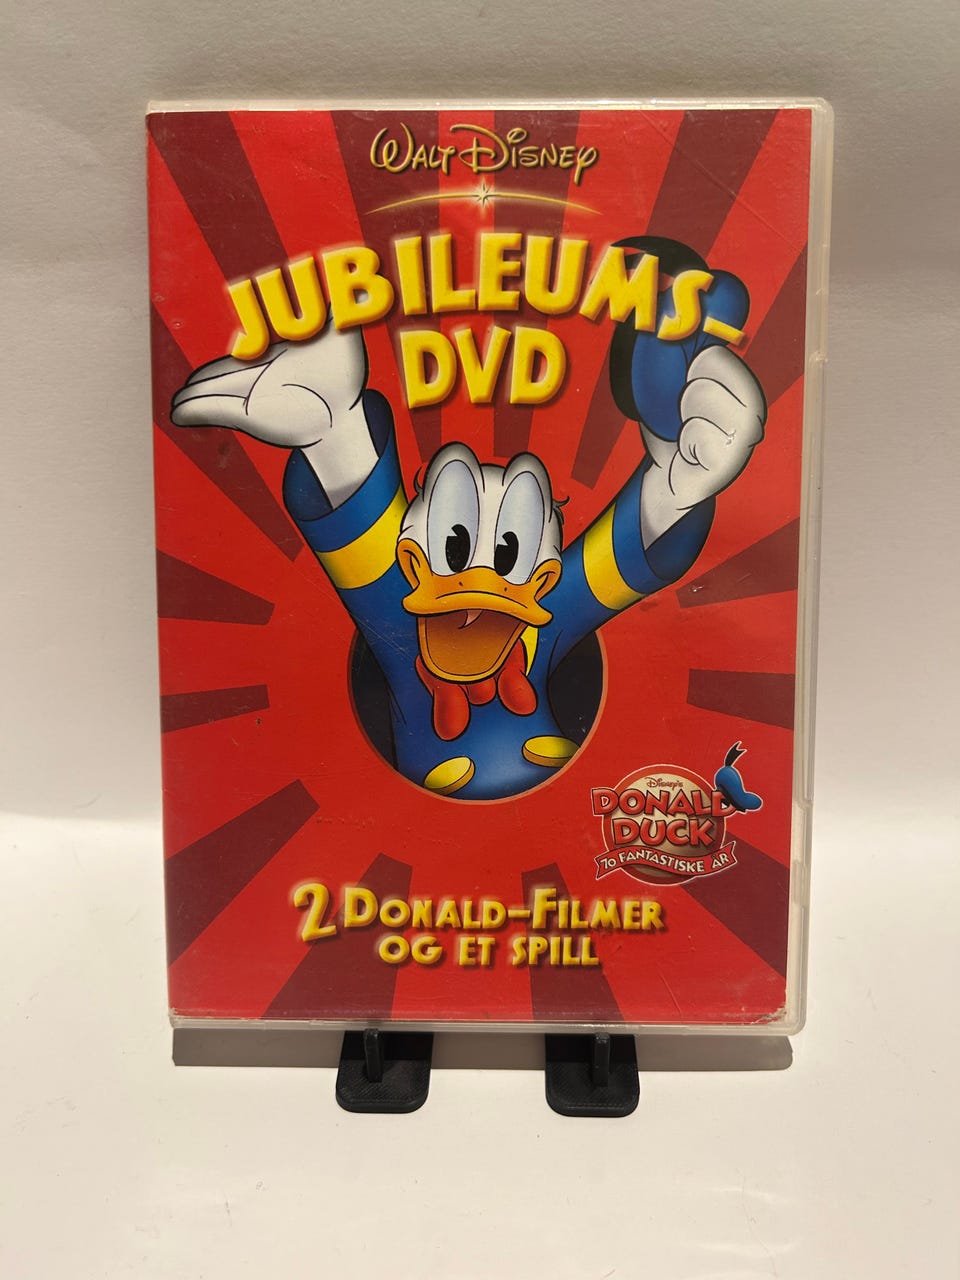 WALT DISNEY
JUBILEUMS-
DVD
DISNEY'S
DONALD
DUCK
70 FANTASTISKE ÅR
2 DONALD-FILMER
OG ET SPILL